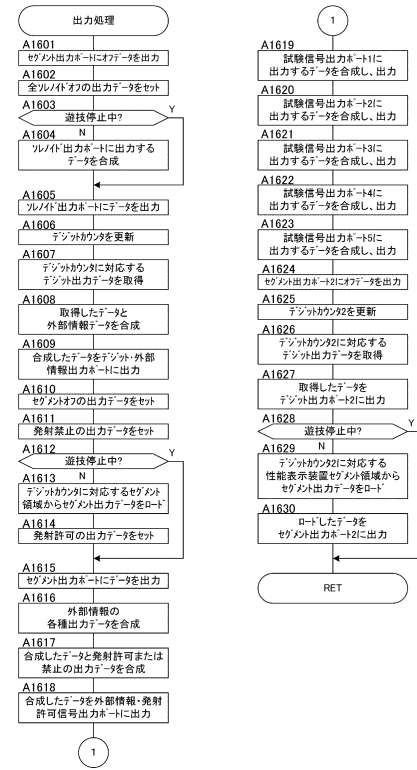 出力処理
A1601
セグメント出力ポートにオフデータを出力
A1602
全ソレノイドオフの出力データをセット
A1603
遊技停止中?
Y
N
A1604
ソレノイド出力ポートに出力する
データを合成
A1605
ソレノイド出力ポートにデータを出力
A1606
デジットカウンタを更新
A1607
デジットカウンタに対応する
デジット出力データを取得
A1608
取得したデータと
外部情報データを合成
A1609
合成したデータをデジット・外部
情報出力ポートに出力
A1610
セグメントオフの出力データをセット
A1611
発射禁止の出力データをセット
A1612
遊技停止中?
Y
N
A1613
デジットカウンタに対応するセグメント
領域からセグメント出力データをロード
A1614
発射許可の出力データをセット
A1615
セグメント出力ポートにデータを出力
A1616
外部情報の
各種出力データを合成
A1617
合成したデータと発射許可または
禁止の出力データを合成
A1618
合成したデータを外部情報・発射
許可信号出力ポートに出力
1
1
A1619
試験信号出力ポート1に
出力するデータを合成し、出力
A1620
試験信号出力ポート2に
出力するデータを合成し、出力
A1621
試験信号出力ポート3に
出力するデータを合成し、出力
A1622
試験信号出力ポート4に
出力するデータを合成し、出力
A1623
試験信号出力ポート5に
出力するデータを合成し、出力
A1624
セグメント出力ポート2にオフデータを出力
A1625
デジットカウンタ2を更新
A1626
デジットカウンタ2に対応する
デジット出力データを取得
A1627
取得したデータを
デジット出力ポート2に出力
A1628
遊技停止中?
Y
N
A1629
デジットカウンタ2に対応する
性能表示装置セグメント領域から
セグメント出力データをロード
A1630
ロードしたデータを
セグメント出力ポート2に出力
RET